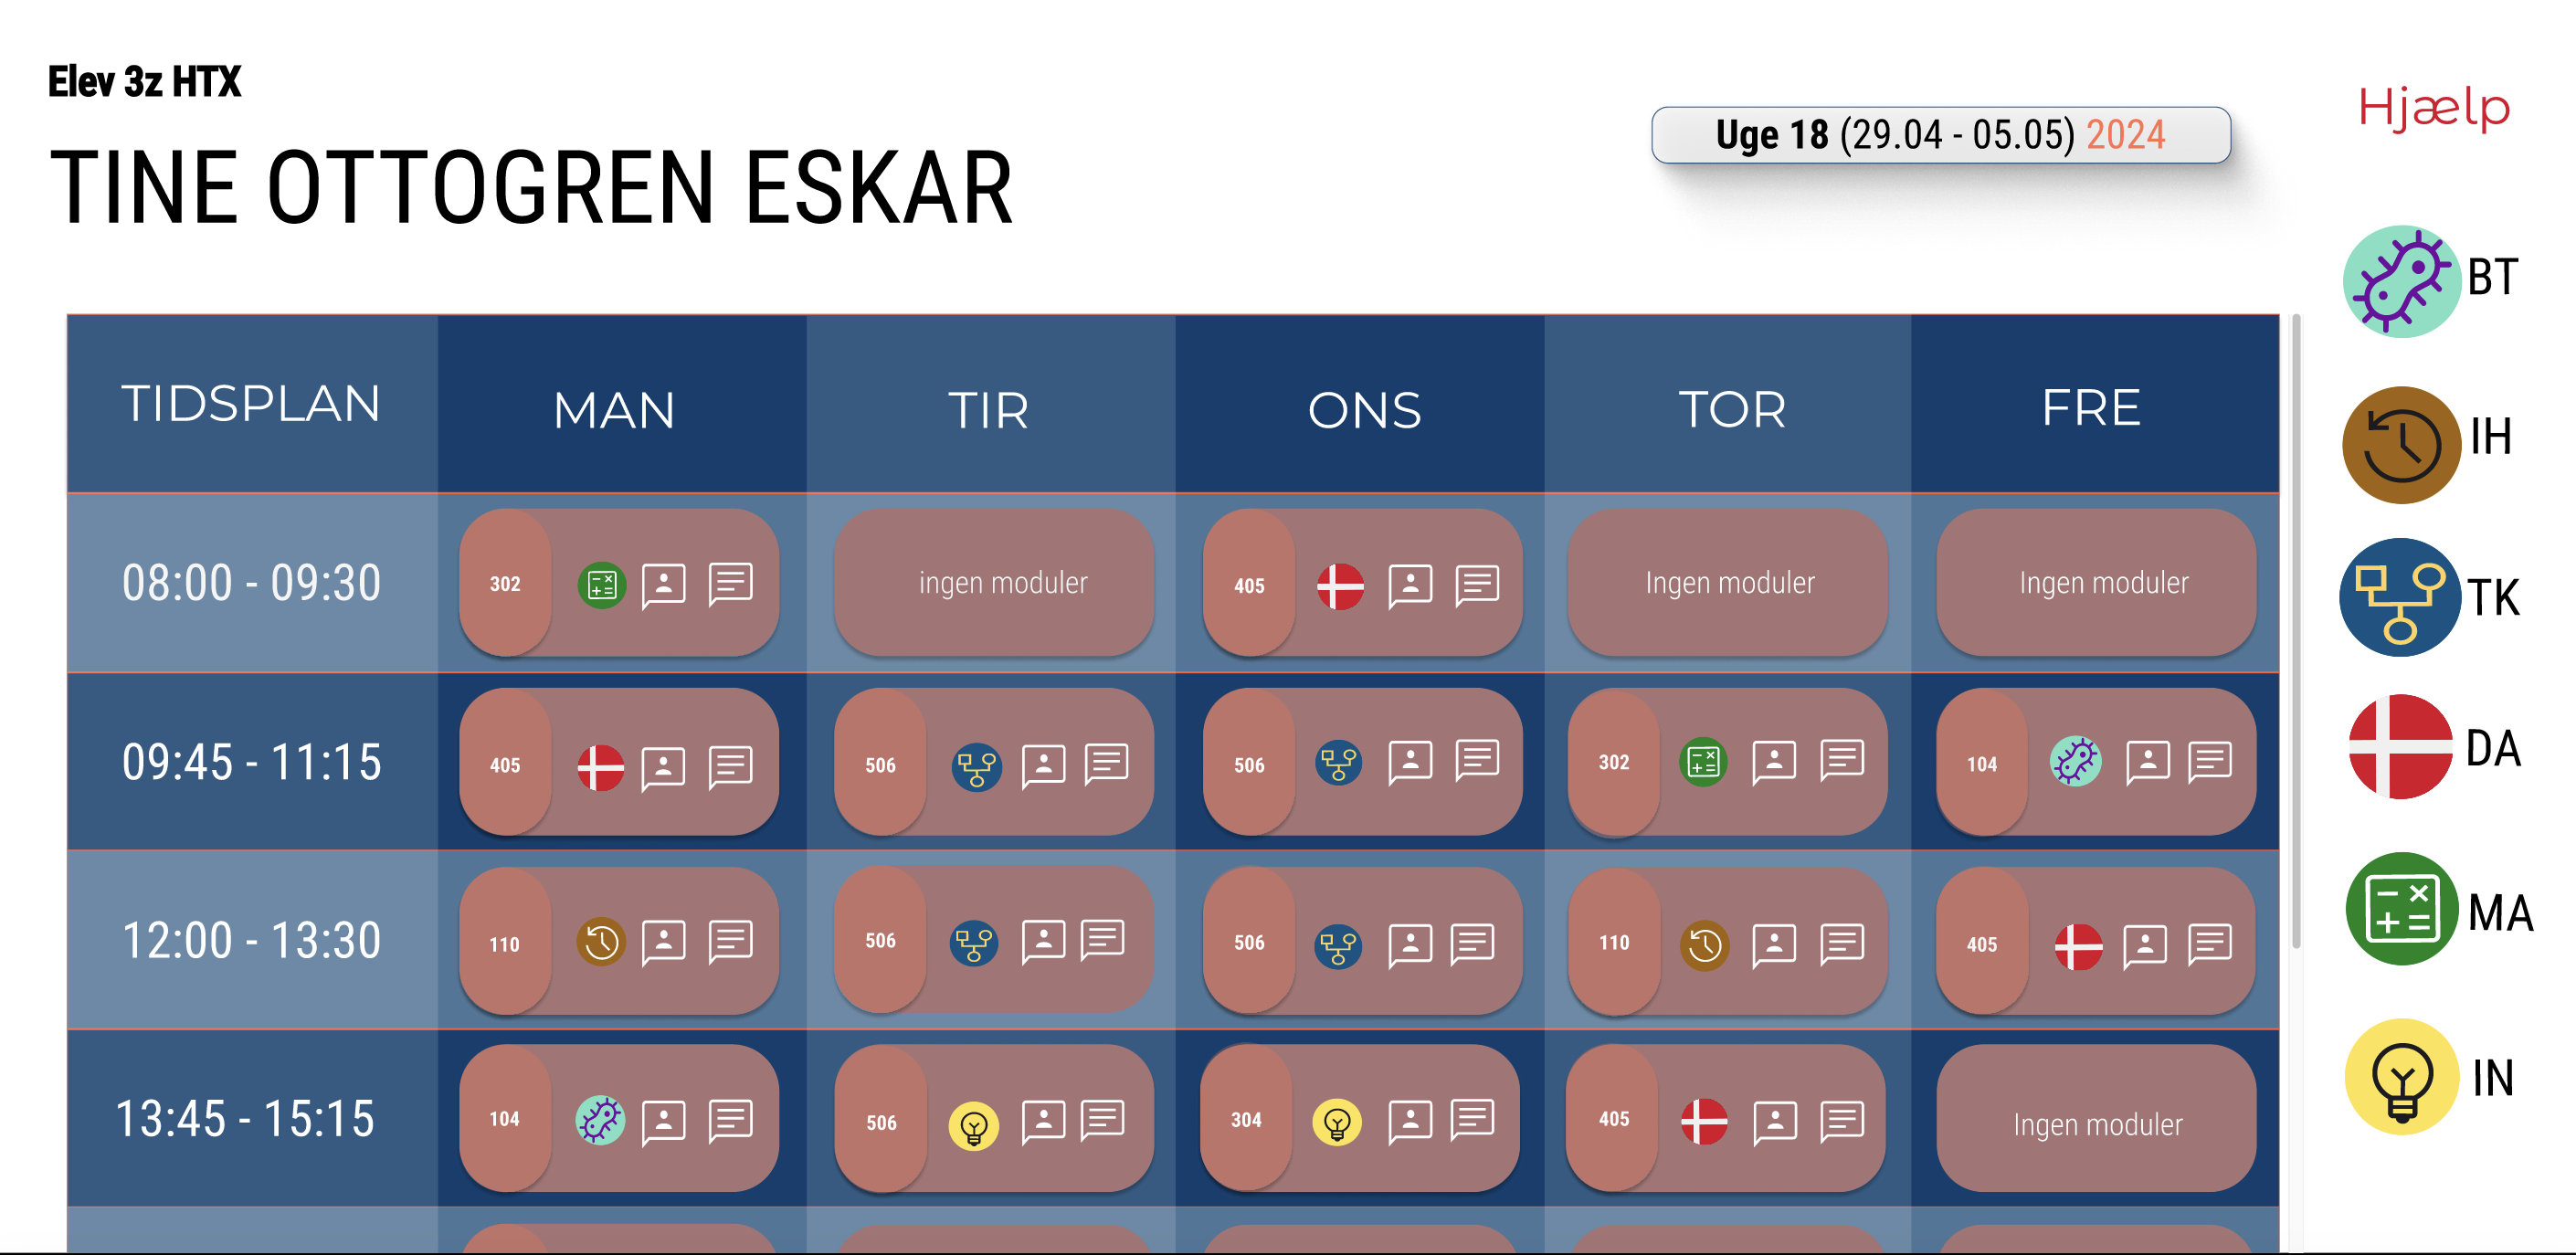 Elev 3z HTX
TINE OTTOGREN ESKAR
Uge 18 (29.04 - 05.05) 2024
Hjælp
TIDSPLAN MAN TIR ONS TOR FRE
08:00 - 09:30 302 ingen moduler 405 Ingen moduler Ingen moduler
09:45 - 11:15 405 506 506 302 104
12:00 - 13:30 110 506 506 110 405
13:45 - 15:15 104 506 304 405 Ingen moduler
BT
IH
TK
DA
MA
IN